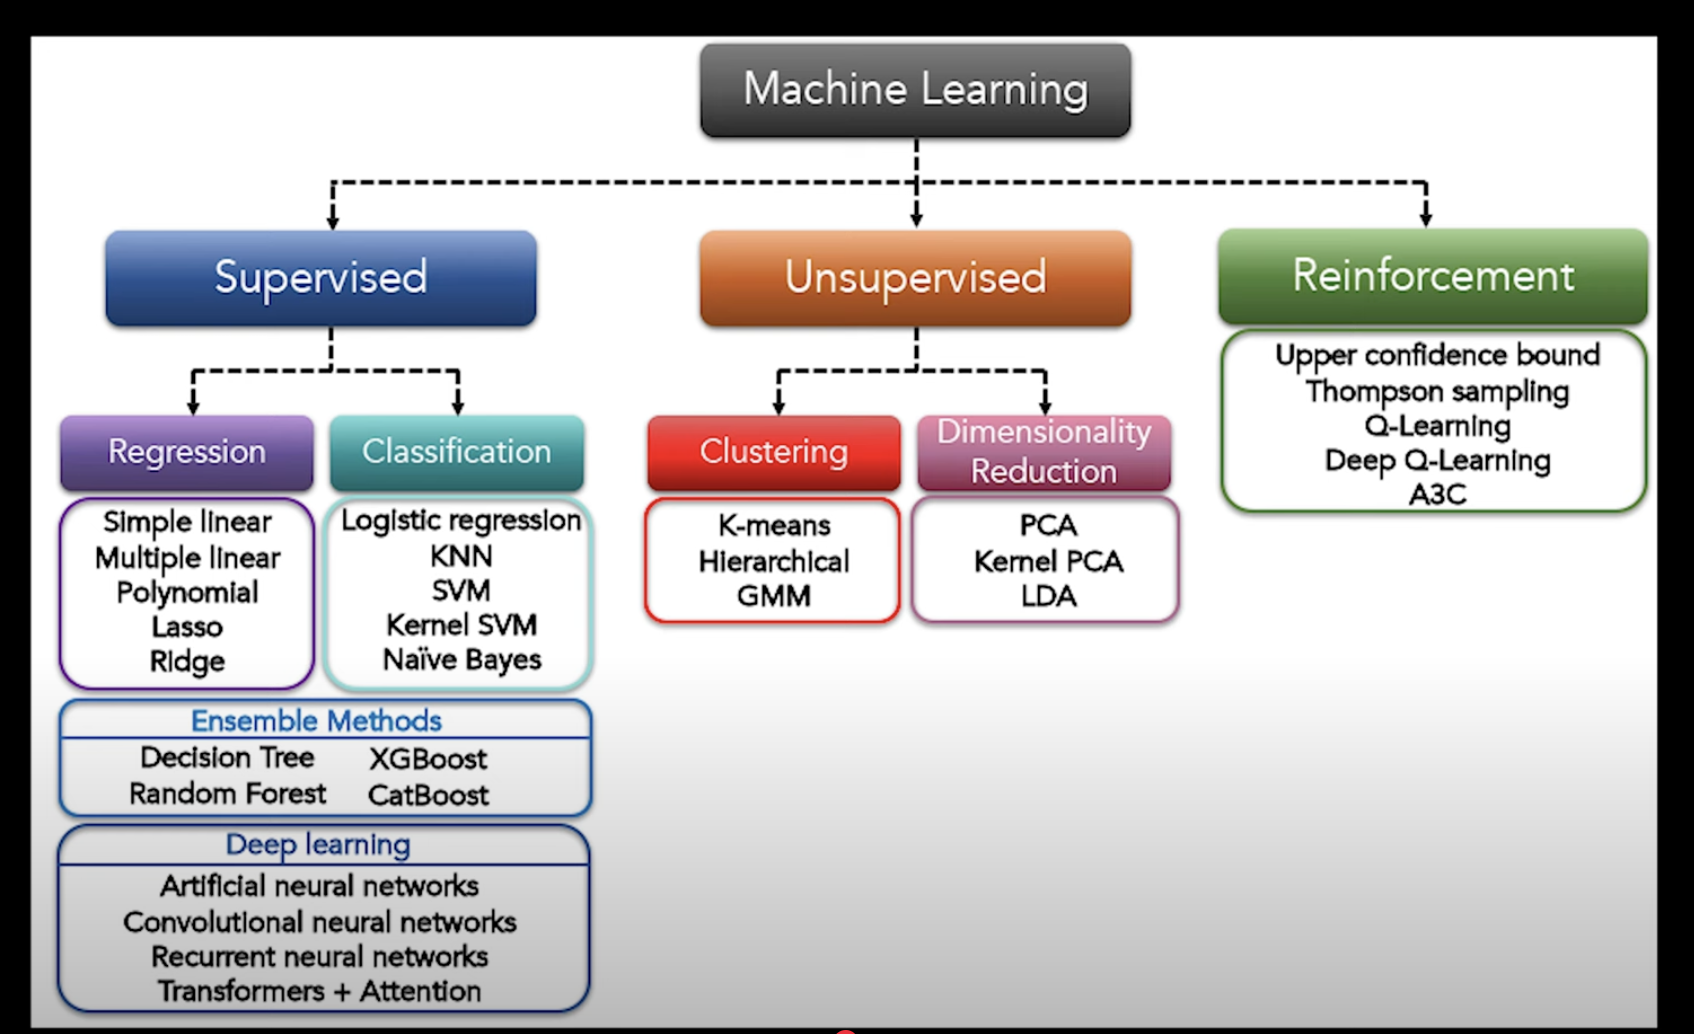 Machine Learning
Supervised
Unsupervised
Reinforcement
Regression
Classification
Clustering
Dimensionality
Reduction
Upper confidence bound
Thompson sampling
Q-Learning
Deep Q-Learning
A3C
Simple linear
Multiple linear
Polynomial
Lasso
Ridge
Logistic regression
KNN
SVM
Kernel SVM
Naïve Bayes
K-means
Hierarchical
GMM
PCA
Kernel PCA
LDA
Ensemble Methods
Decision Tree XGBoost
Random Forest CatBoost
Deep learning
Artificial neural networks
Convolutional neural networks
Recurrent neural networks
Transformers + Attention